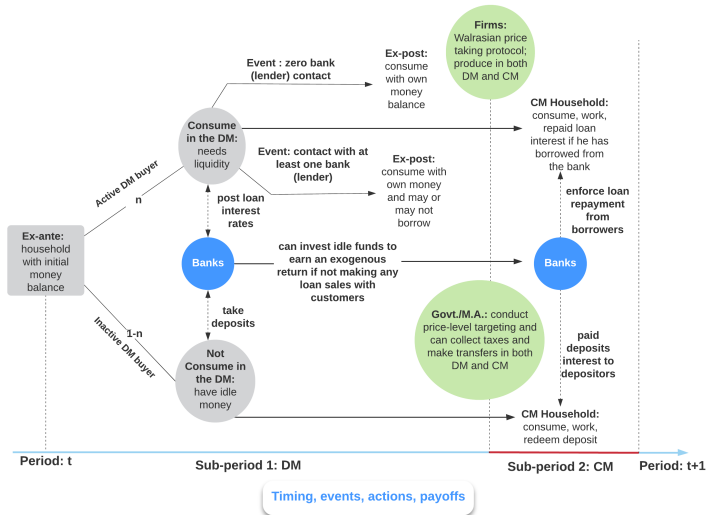 Firms:
Walrasian price
taking protocol;
produce in both
DM and CM
Event : zero bank
(lender) contact
Ex-post:
consume
with own
money
balance
Consume
in the DM:
needs
liquidity
CM Household:
consume, work,
repaid loan
interest if he has
borrowed from
the bank
Event: contact with at
least one bank
(lender)
Ex-post:
consume with
own money
and may or
may not
borrow
Active DM buyer
n
post loan
interest
rates
enforce loan
repayment
from
borrowers
Ex-ante:
household
with initial
money
balance
Banks
can invest idle funds to
earn an exogenous
return if not making any
loan sales with
customers
Banks
take
deposits
Govt./M.A.: conduct
price-level targeting and
can collect taxes and
make transfers in both
DM and CM
1-n
Inactive DM buyer
paid
deposits
interest to
depositors
Not
Consume in
the DM:
have idle
money
CM Household:
consume, work,
redeem deposit
Period: t
Sub-period 1: DM
Sub-period 2: CM
Period: t+1
Timing, events, actions, payoffs